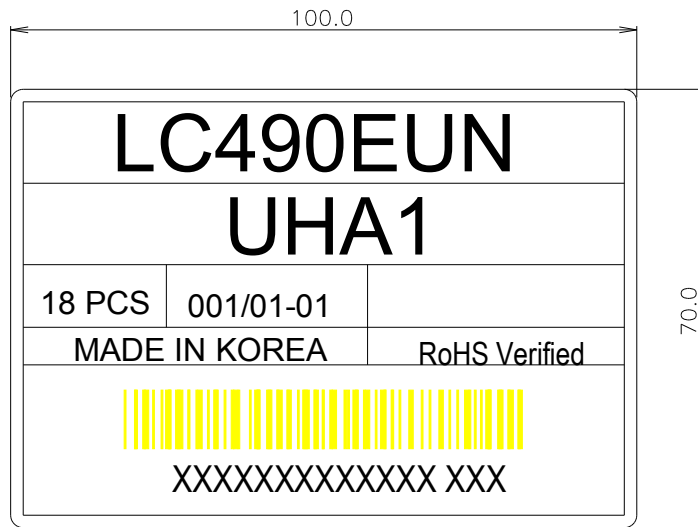 100.0
LC490EUN
UHA1
18 PCS 001/01-01
70.0
MADE IN KOREA RoHS Verified
XXXXXXXXXXXXX XXX